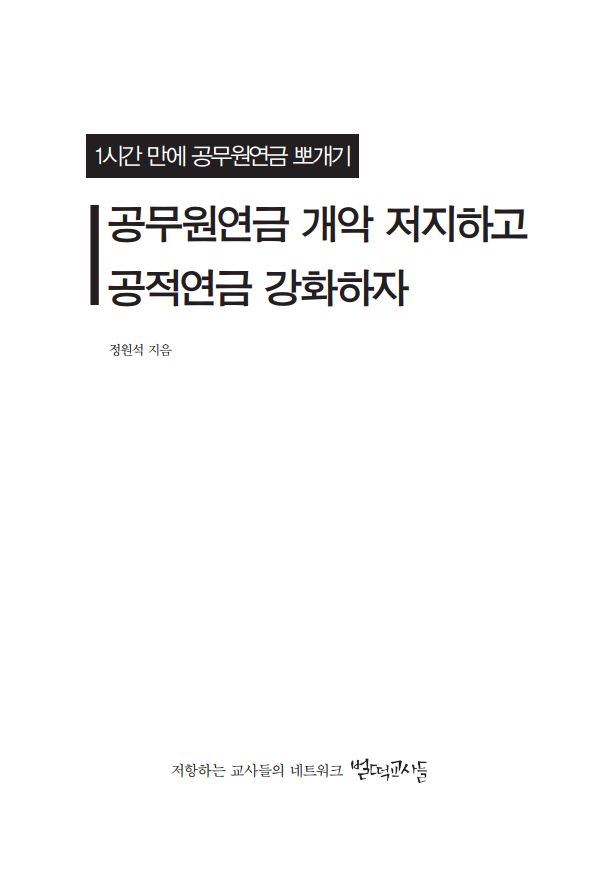 1시간 만에 공무원연금 뽀개기
공무원연금 개악 저지하고
공적연금 강화하자
정원석 지음
저항하는 교사들의 네트워크 벌떡교사들